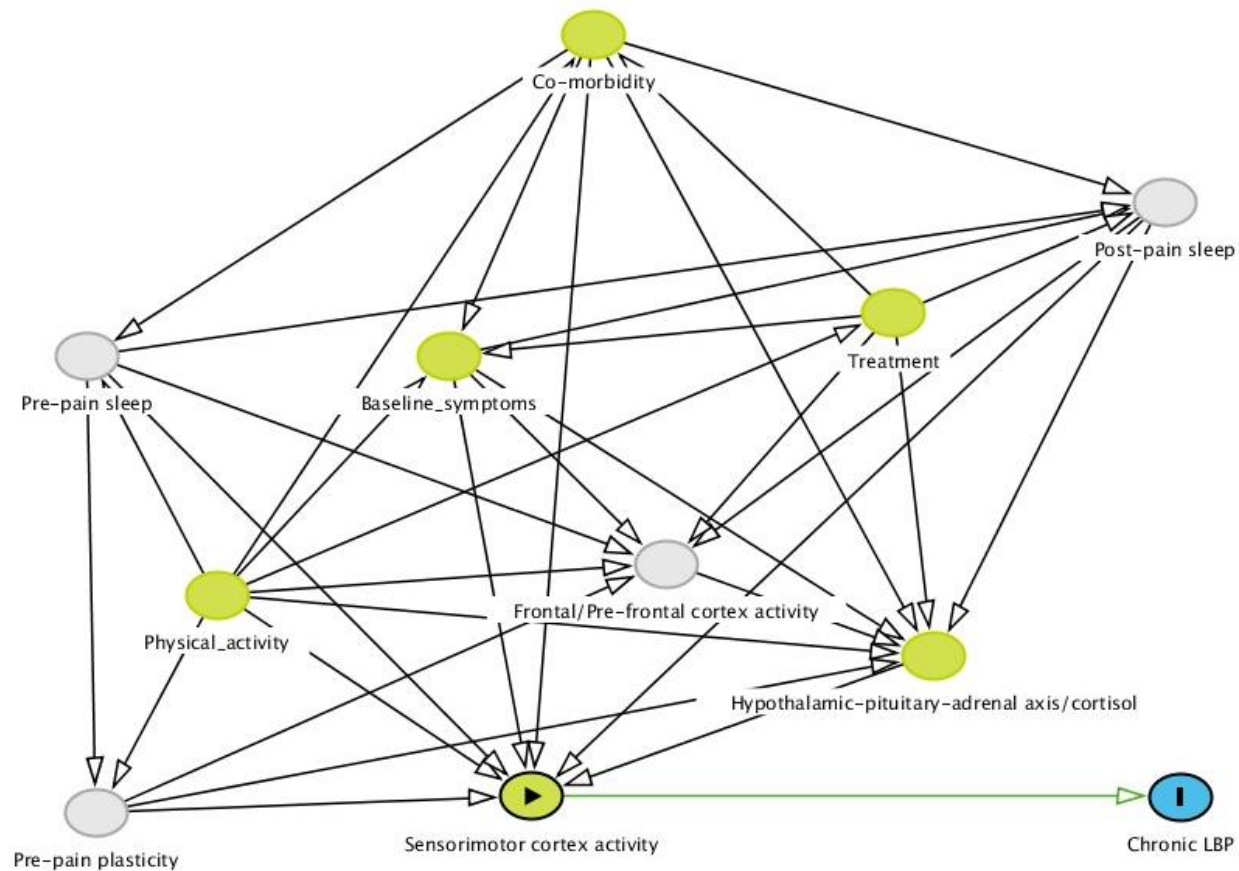 Co-morbidity
Post-pain sleep
Treatment
Pre-pain sleep
Baseline_symptoms
Frontal/Pre-frontal cortex activity
Physical_activity
Hypothalamic-pituitary-adrenal axis/cortisol
Sensorimotor cortex activity
Chronic LBP
Pre-pain plasticity